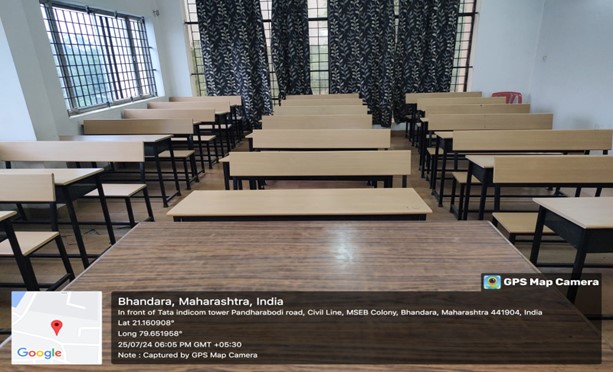 GPS Map Camera
Bhandara, Maharashtra, India
In front of Tata indicom tower Pandharabodi road, Civil Line, MSEB Colony, Bhandara, Maharashtra 441904, India
Lat 21.160908°
Long 79.651958°
25/07/24 06:05 PM GMT +05:30
Note : Captured by GPS Map Camera
Google